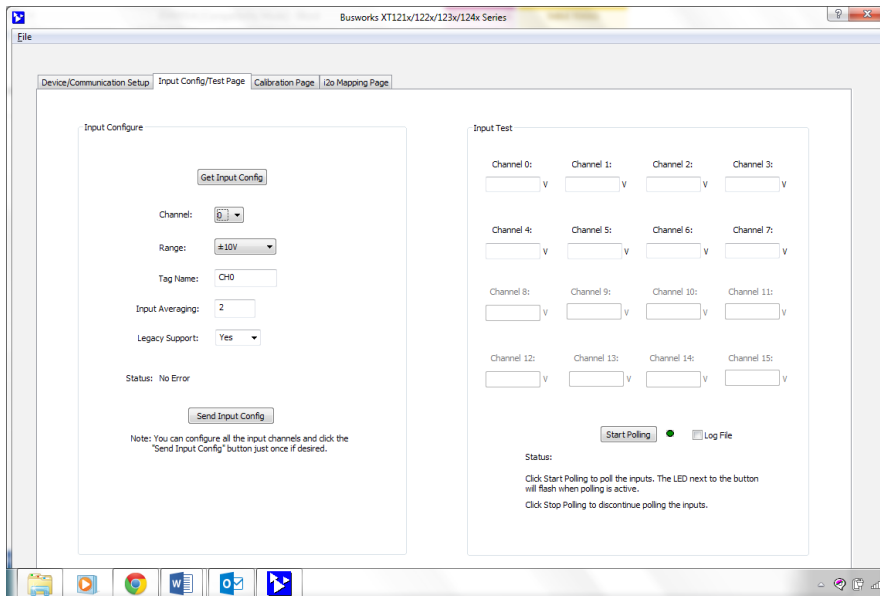 Busworks XT121x/122x/123x/124x Series
File
Device/Communication Setup
Input Config/Test Page
Calibration Page
i2o Mapping Page
Input Configure
Get Input Config
Channel: 0
Range: ±10V
Tag Name: CH0
Input Averaging: 2
Legacy Support: Yes
Status: No Error
Send Input Config
Note: You can configure all the input channels and click the
"Send Input Config" button just once if desired.
Input Test
Channel 0: Channel 1: Channel 2: Channel 3:
V V V V
Channel 4: Channel 5: Channel 6: Channel 7:
V V V V
Channel 8: Channel 9: Channel 10: Channel 11:
V V V V
Channel 12: Channel 13: Channel 14: Channel 15:
V V V V
Start Polling Log File
Status:
Click Start Polling to poll the inputs. The LED next to the button
will flash when polling is active.
Click Stop Polling to discontinue polling the inputs.